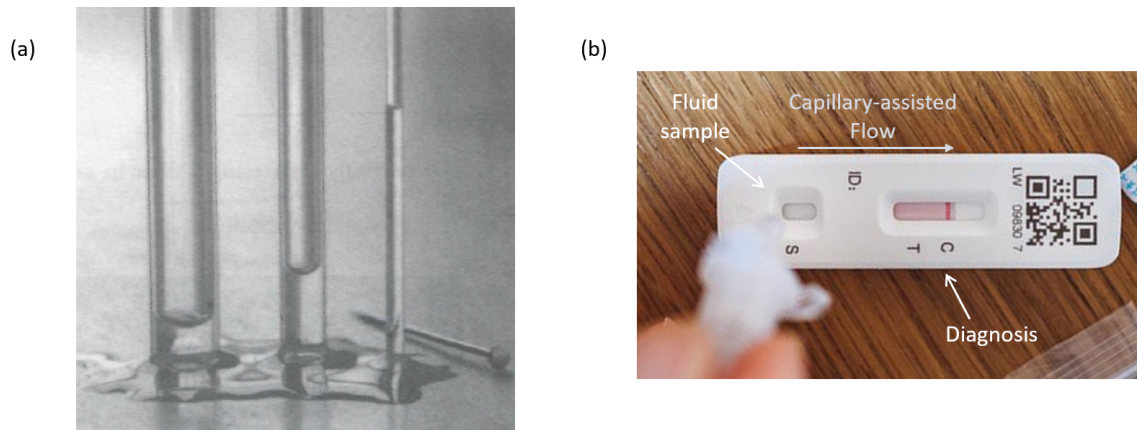 (a)
(b)
Fluid
sample
Capillary-assisted
Flow
ID:
LW 09830 7
S
T
C
Diagnosis